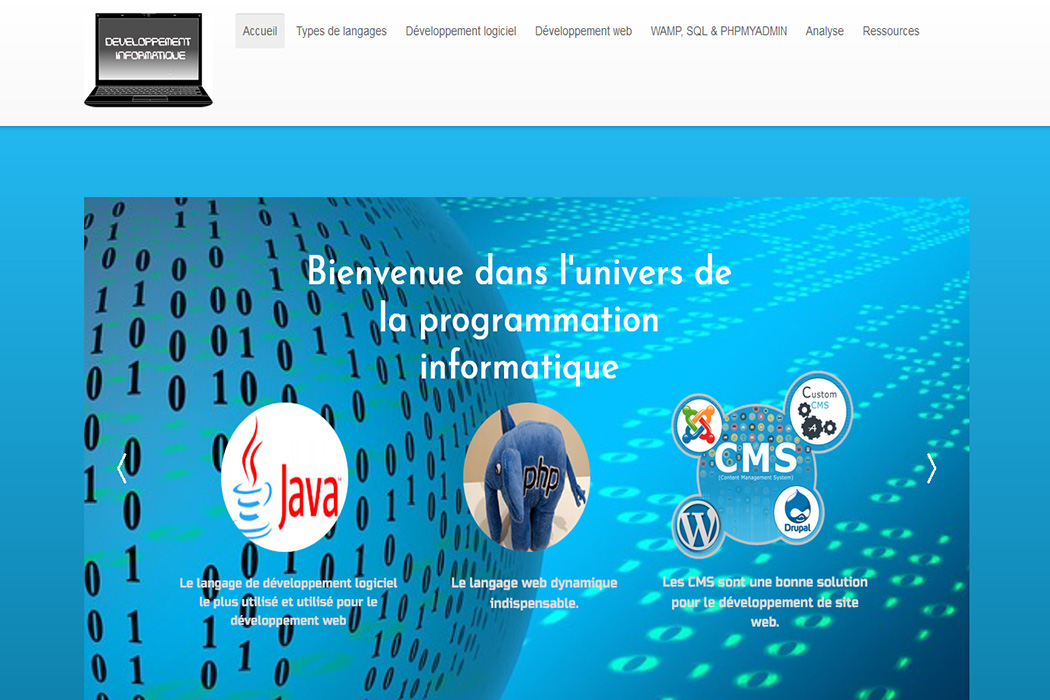 DEVELOPPEMENT
INFORMATIQUE
Accueil Types de langages Développement logiciel Développement web WAMP, SQL & PHPMYADMIN Analyse Ressources
Bienvenue dans l'univers de
la programmation
informatique
Java
php
Custom
CMS
CMS
[Content Management System]
Drupal
Le langage de développement logiciel
le plus utilisé et utilisé pour le
développement web
Le langage web dynamique
indispensable.
Les CMS sont une bonne solution
pour le développement de site
web.